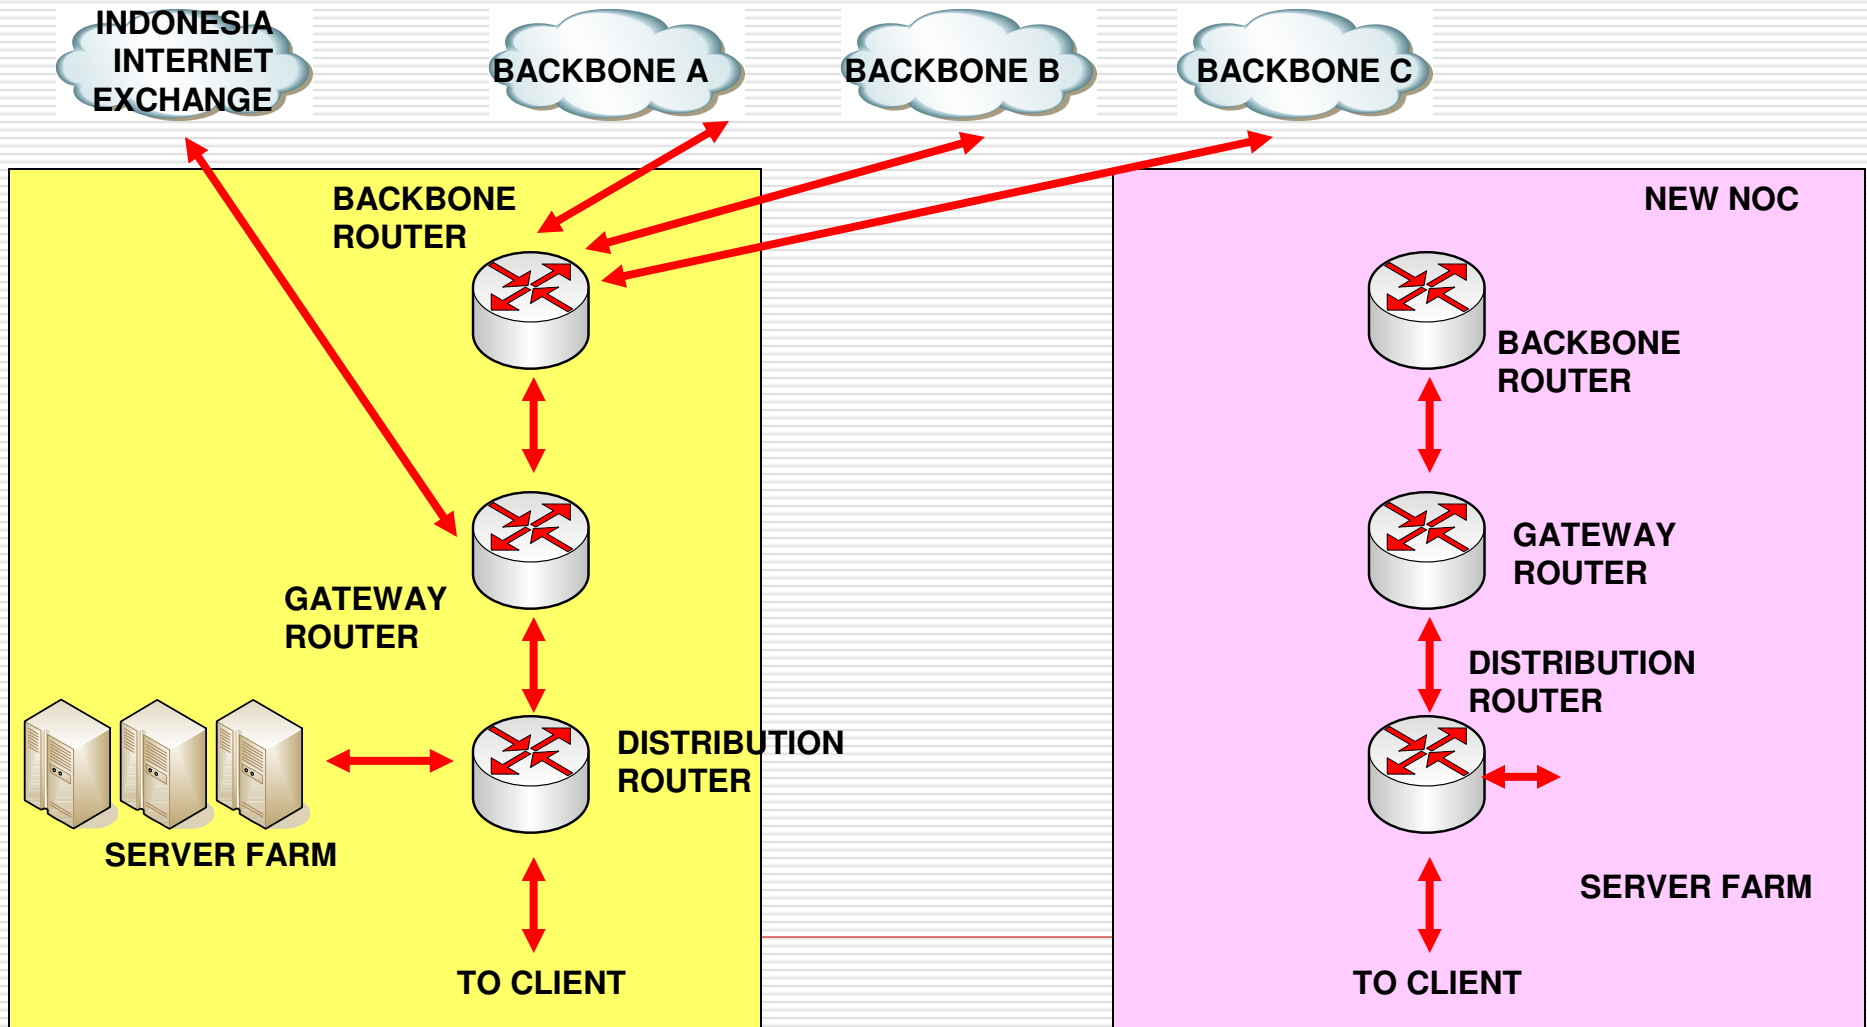 INDONESIA
INTERNET
EXCHANGE
BACKBONE A
BACKBONE B
BACKBONE C
BACKBONE
ROUTER
GATEWAY
ROUTER
DISTRIBUTION
ROUTER
SERVER FARM
TO CLIENT
NEW NOC
BACKBONE
ROUTER
GATEWAY
ROUTER
DISTRIBUTION
ROUTER
SERVER FARM
TO CLIENT